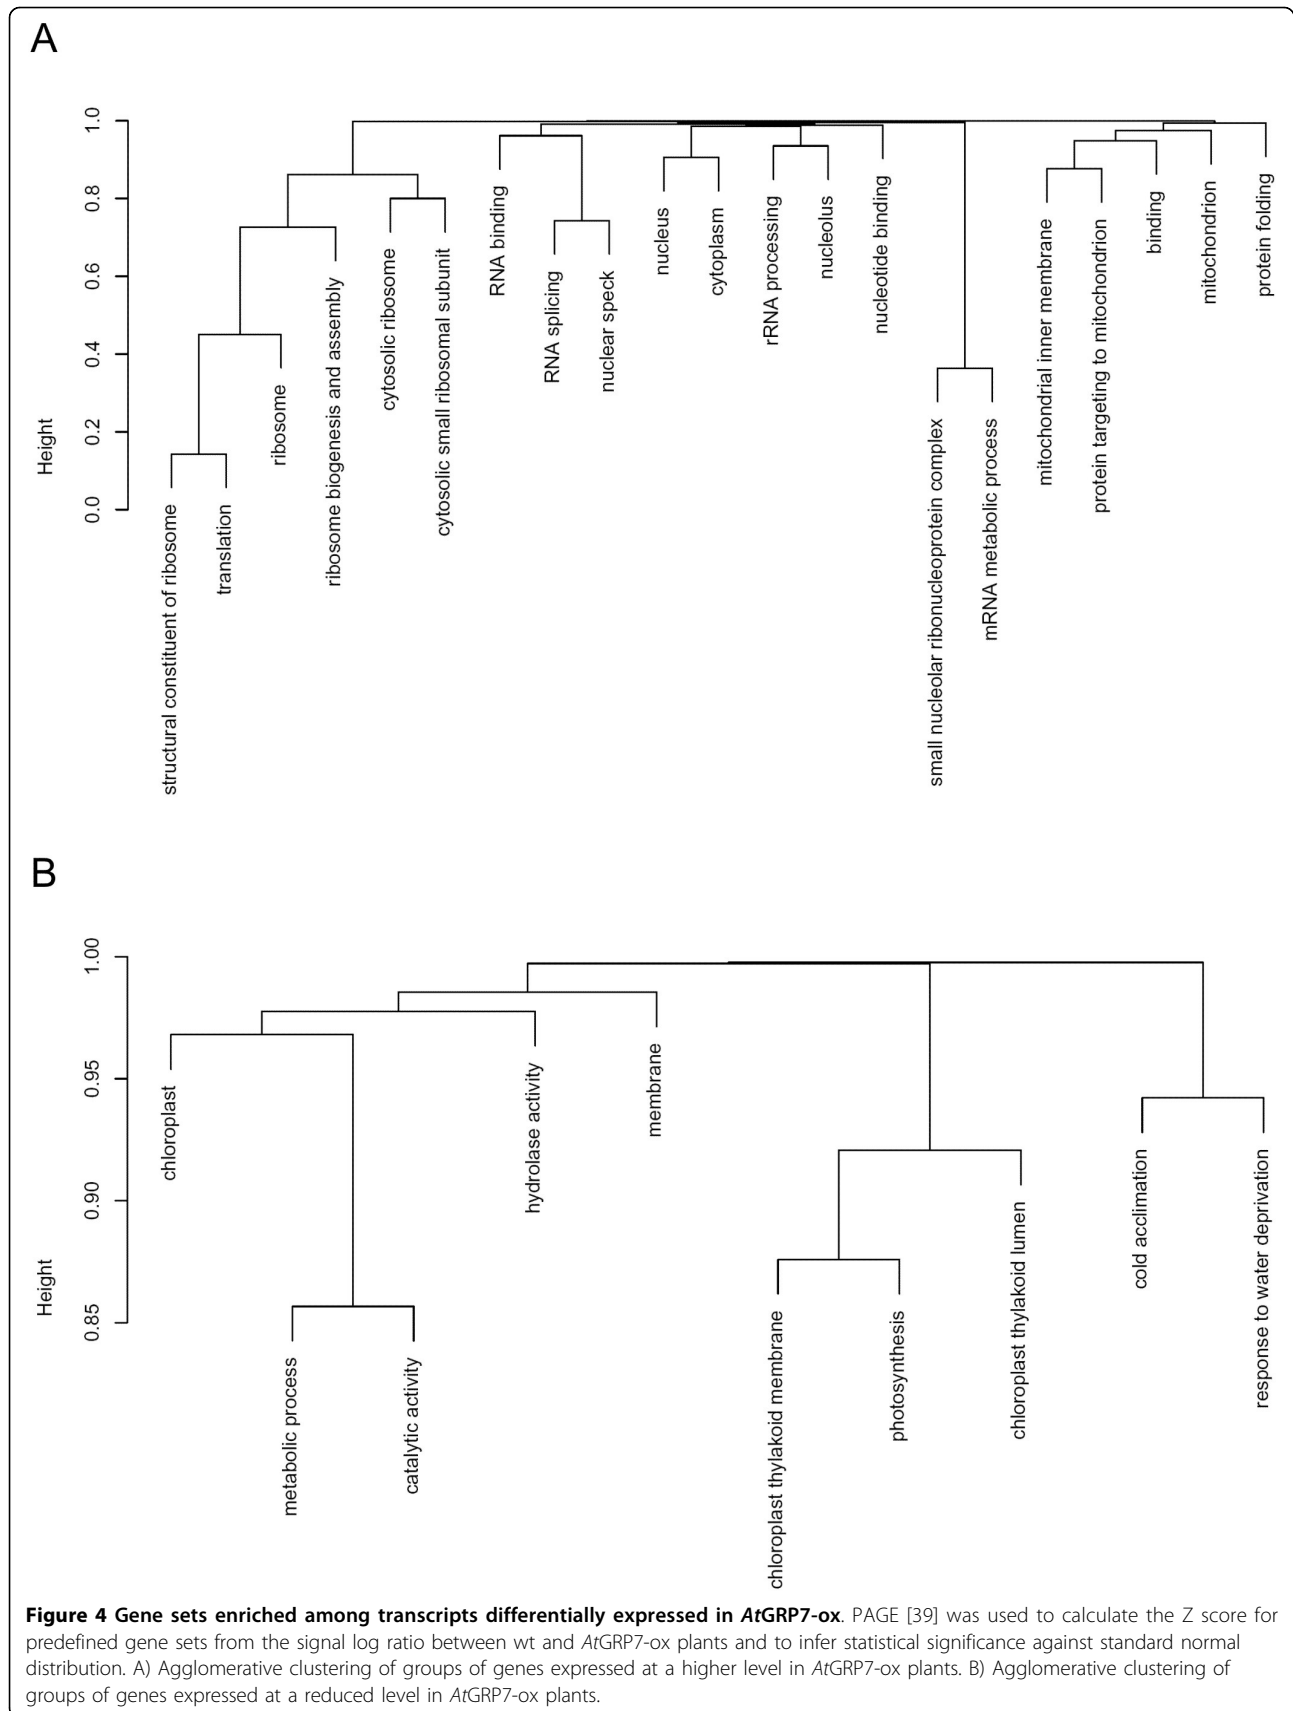 A
Height
0.0
0.2
0.4
0.6
0.8
1.0
structural constituent of ribosome
translation
ribosome
ribosome biogenesis and assembly
cytosolic ribosome
cytosolic small ribosomal subunit
RNA binding
RNA splicing
nuclear speck
nucleus
cytoplasm
rRNA processing
nucleolus
nucleotide binding
small nucleolar ribonucleoprotein complex
mRNA metabolic process
mitochondrial inner membrane
protein targeting to mitochondrion
binding
mitochondrion
protein folding
B
Height
0.85
0.90
0.95
1.00
chloroplast
metabolic process
catalytic activity
hydrolase activity
membrane
chloroplast thylakoid membrane
photosynthesis
chloroplast thylakoid lumen
cold acclimation
response to water deprivation
Figure 4 Gene sets enriched among transcripts differentially expressed in AtGRP7-ox. PAGE [39] was used to calculate the Z score for
predefined gene sets from the signal log ratio between wt and AtGRP7-ox plants and to infer statistical significance against standard normal
distribution. A) Agglomerative clustering of groups of genes expressed at a higher level in AtGRP7-ox plants. B) Agglomerative clustering of
groups of genes expressed at a reduced level in AtGRP7-ox plants.